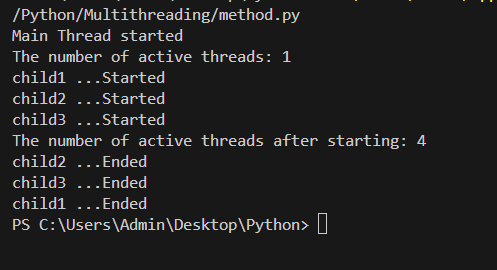 /Python/Multithreading/method.py
Main Thread started
The number of active threads: 1
child1 ...Started
child2 ...Started
child3 ...Started
The number of active threads after starting: 4
child2 ...Ended
child3 ...Ended
child1 ...Ended
PS C:\Users\Admin\Desktop\Python>